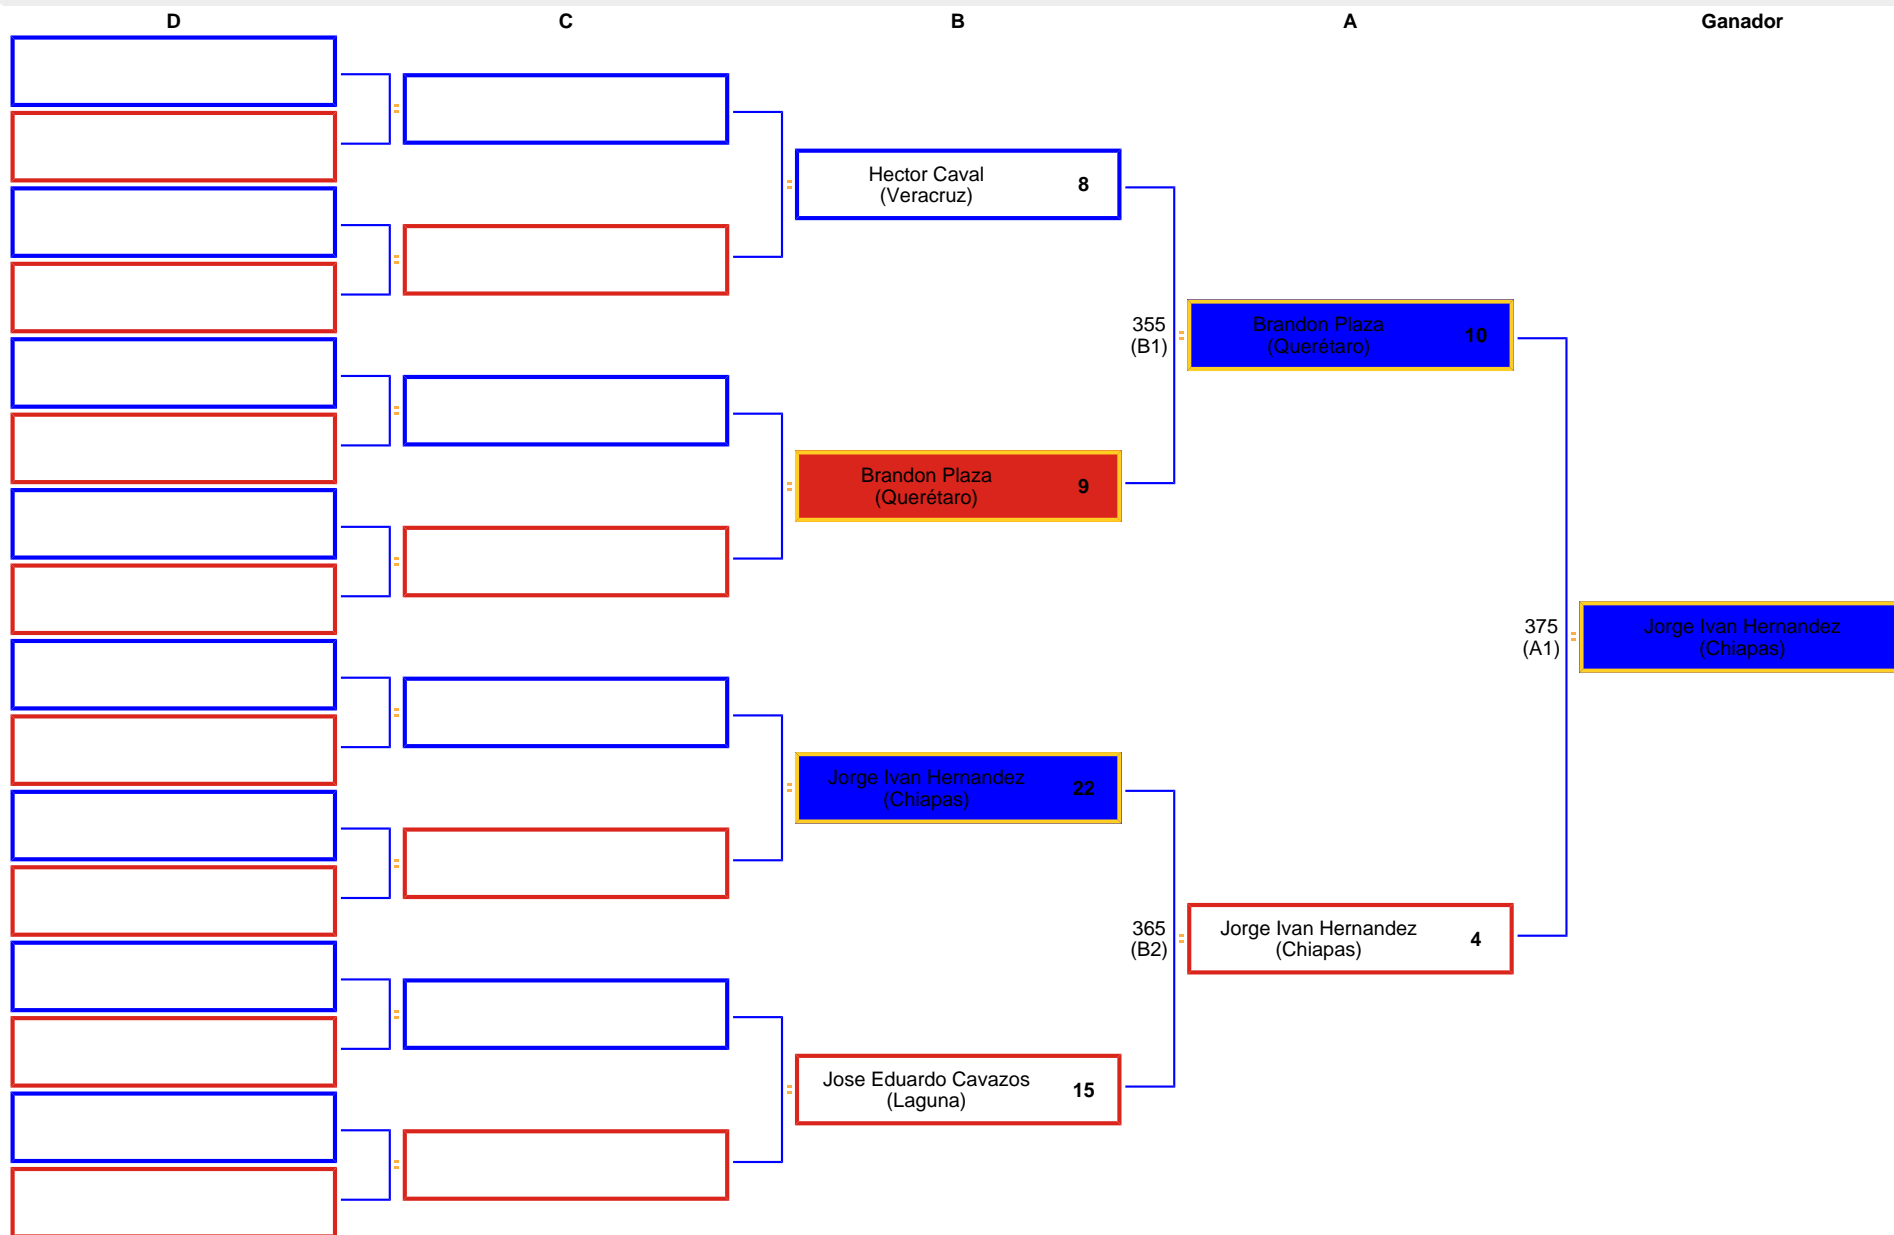 D
C
B
A
Ganador
Hector Caval
(Veracruz)
8
355
(B1)
Brandon Plaza
(Querétaro)
10
Brandon Plaza
(Querétaro)
9
375
(A1)
Jorge Ivan Hernandez
(Chiapas)
Jorge Ivan Hernandez
(Chiapas)
22
365
(B2)
Jorge Ivan Hernandez
(Chiapas)
4
Jose Eduardo Cavazos
(Laguna)
15